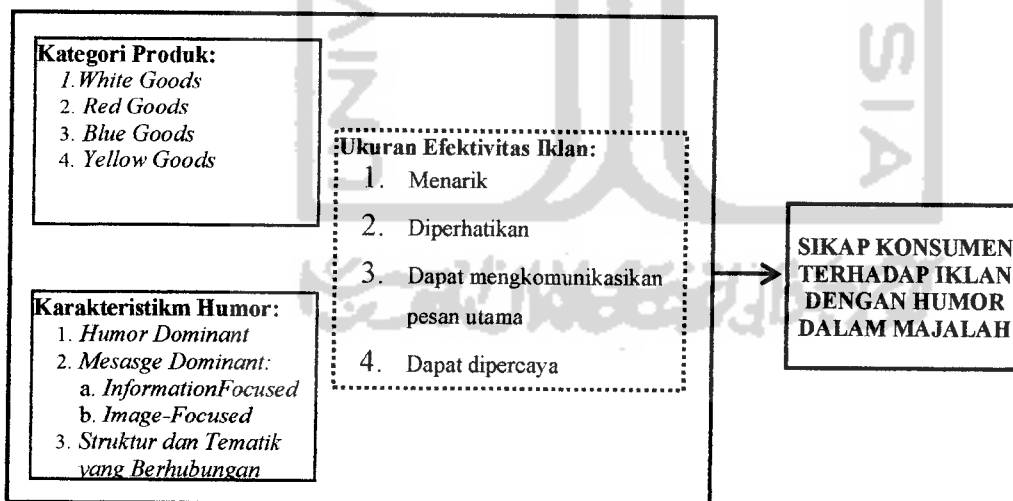 Kategori Produk:
1. White Goods
2. Red Goods
3. Blue Goods
4. Yellow Goods
Karakteristikm Humor:
1. Humor Dominant
2. Mesasge Dominant:
a. InformationFocused
b. Image-Focused
3. Struktur dan Tematik
yang Berhubungan
Ukuran Efektivitas Iklan:
1. Menarik
2. Diperhatikan
3. Dapat mengkomunikasikan
pesan utama
4. Dapat dipercaya
SIKAP KONSUMEN
TERHADAP IKLAN
DENGAN HUMOR
DALAM MAJALAH